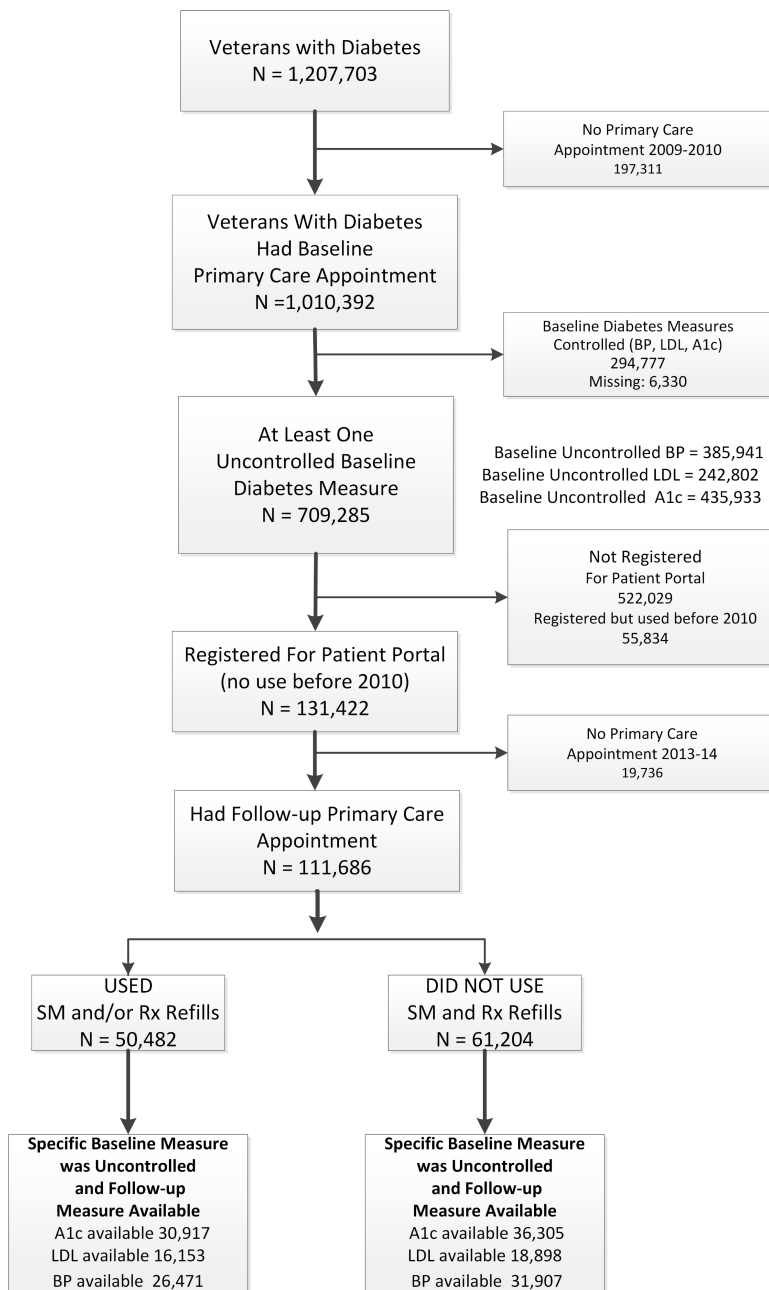 Veterans with Diabetes
N = 1,207,703
No Primary Care
Appointment 2009-2010
197,311
Veterans With Diabetes
Had Baseline
Primary Care Appointment
N =1,010,392
Baseline Diabetes Measures
Controlled (BP, LDL, A1c)
294,777
Missing: 6,330
At Least One
Uncontrolled Baseline
Diabetes Measure
N = 709,285
Baseline Uncontrolled BP = 385,941
Baseline Uncontrolled LDL = 242,802
Baseline Uncontrolled A1c = 435,933
Not Registered
For Patient Portal
522,029
Registered but used before 2010
55,834
Registered For Patient Portal
(no use before 2010)
N = 131,422
No Primary Care
Appointment 2013-14
19,736
Had Follow-up Primary Care
Appointment
N = 111,686
USED
SM and/or Rx Refills
N = 50,482
DID NOT USE
SM and Rx Refills
N = 61,204
Specific Baseline Measure
was Uncontrolled
and Follow-up
Measure Available
A1c available 30,917
LDL available 16,153
BP available 26,471
Specific Baseline Measure
was Uncontrolled
and Follow-up
Measure Available
A1c available 36,305
LDL available 18,898
BP available 31,907